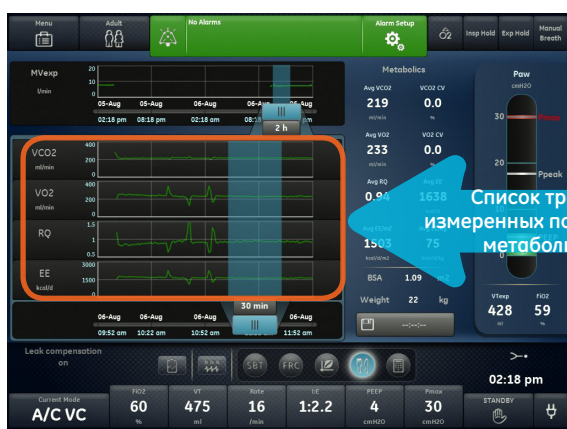 Menu
Adult
No Alarms
Alarm Setup
O2
Insp Hold
Exp Hold
Manual Breath
MVexp
l/min
20
10
0
05-Aug 05-Aug 05-Aug 06-Aug
02:18 pm 08:18 pm 02:18 am
2 h
VCO2
ml/min
400
200
VO2
ml/min
400
200
RQ
1.5
1
0.5
EE
kcal/d
3000
1500
0
30 min
06-Aug 06-Aug 06-Aug 06-Aug
09:52 am 10:22 am 10:52 am 11:52 am
Metabolics
Avg VCO2 VCO2 CV
219 0.0
ml/min %
Avg VO2 VO2 CV
233 0.0
ml/min %
Avg RQ Avg EE
0.94 1638
Avg EE/m2
1503 75
kcal/d/m2
BSA 1.09 m2
Weight 22 kg
--:--:--
Список тр
измеренных по
метаболи
Paw
cmH2O
30
Pmax
20
Ppeak
10
PEEP
0
VTexp FiO2
428 59
ml %
Leak compensation
on
SBT
FRC
02:18 pm
Current Mode
A/C VC
FiO2
60
%
VT
475
ml
Rate
16
/min
I:E
1:2.2
PEEP
4
cmH2O
Pmax
30
cmH2O
STANDBY